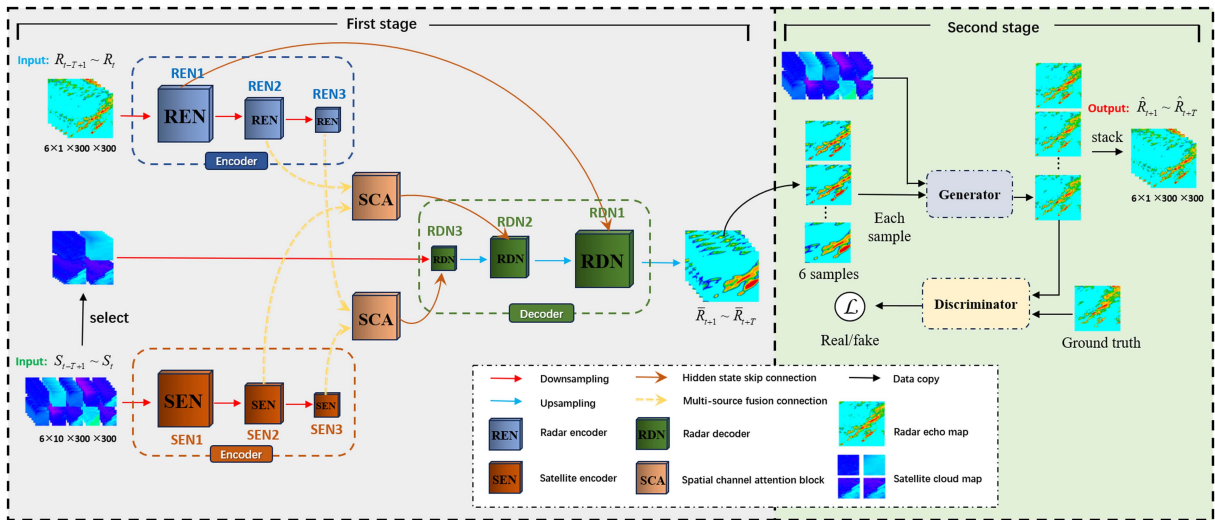 First stage
Second stage
Input: R_{t-T+1} ~ R_t
REN1
REN2
REN3
REN
REN
REN
6×1 ×300 ×300
Encoder
SCA
RDN3
RDN2
RDN1
RDN
RDN
RDN
Decoder
select
SCA
R̄_{t+1} ~ R̄_{t+T}
Input: S_{t-T+1} ~ S_t
SEN
SEN
SEN
SEN1
SEN2
SEN3
6×10 ×300 ×300
Encoder
Output: R̂_{t+1} ~ R̂_{t+T}
stack
6×1 ×300 ×300
Generator
Each
sample
6 samples
Discriminator
ℒ
Real/fake
Ground truth
Downsampling
Hidden state skip connection
Data copy
Upsampling
Multi-source fusion connection
REN
Radar encoder
RDN
Radar decoder
Radar echo map
SEN
Satellite encoder
SCA
Spatial channel attention block
Satellite cloud map